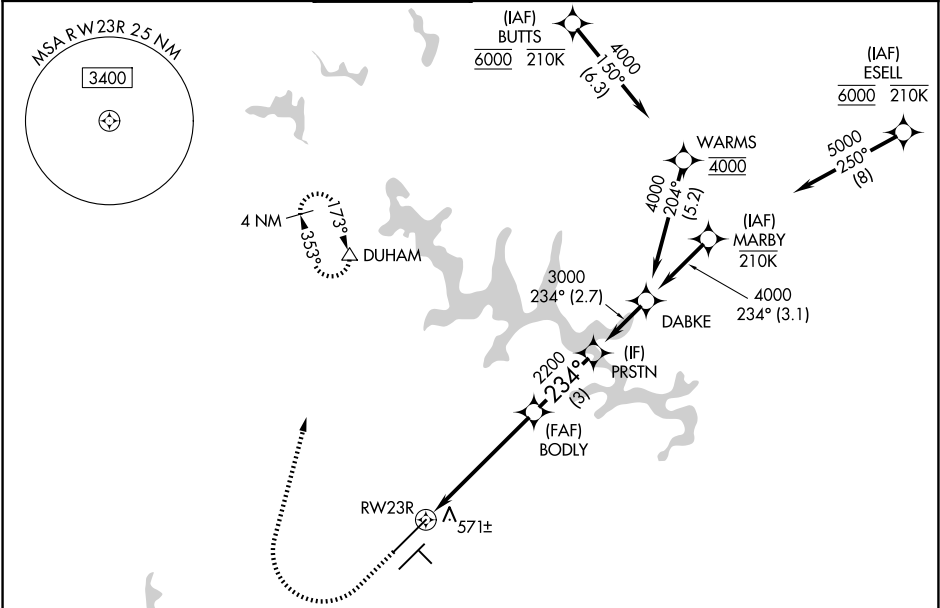 MSA RW23R 25 NM
3400
(IAF)
BUTTS
6000 210K
4000
150°
(6.3)
(IAF)
ESELL
6000 210K
5000
250°
(8)
WARMS
4000
4000
204°
(5.2)
(IAF)
MARBY
210K
4 NM
173°
353°
DUHAM
3000
234° (2.7)
4000
234° (3.1)
DABKE
(IF)
PRSTN
2200
234°
(3)
(FAF)
BODLY
RW23R
571±